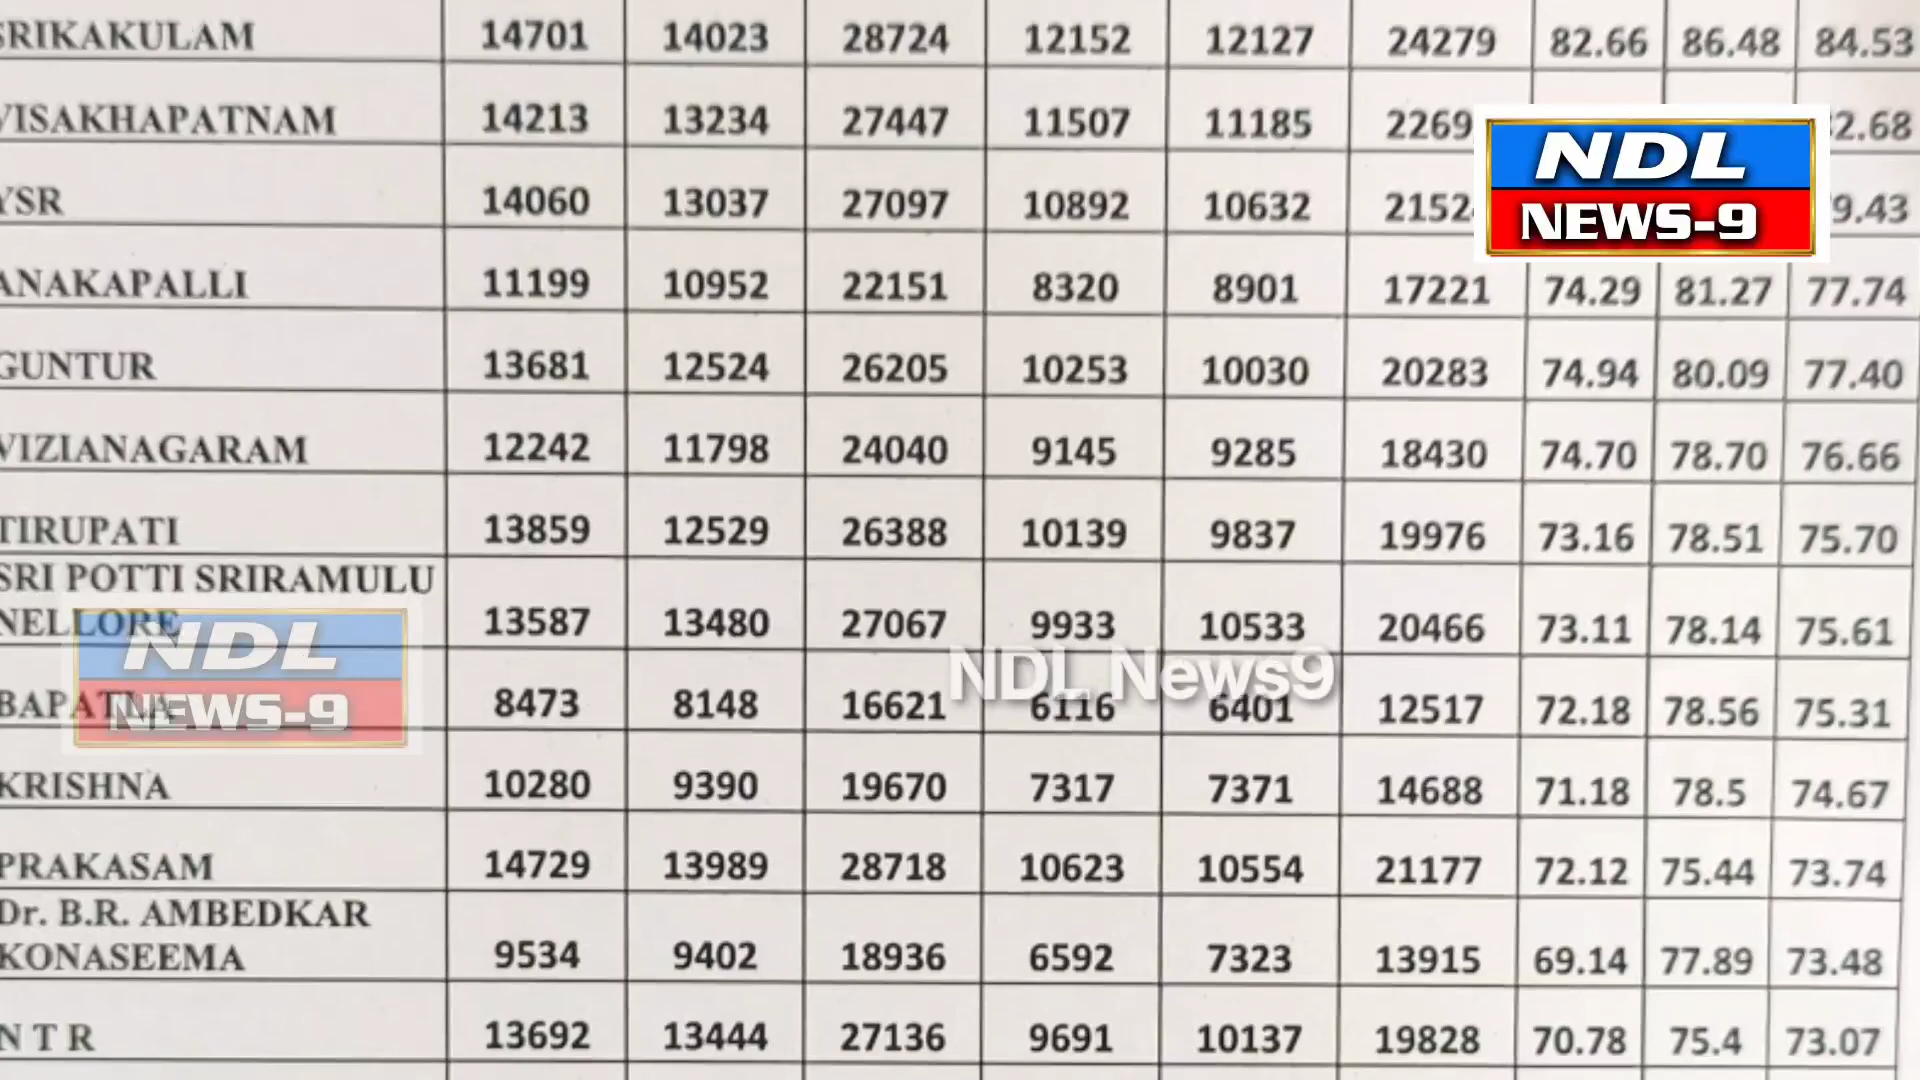 SRIKAKULAM 14701 14023 28724 12152 12127 24279 82.66 86.48 84.53
VISAKHAPATNAM 14213 13234 27447 11507 11185 2269 2.68
YSR 14060 13037 27097 10892 10632 2152 9.43
NDL
NEWS-9
ANAKAPALLI 11199 10952 22151 8320 8901 17221 74.29 81.27 77.74
GUNTUR 13681 12524 26205 10253 10030 20283 74.94 80.09 77.40
VIZIANAGARAM 12242 11798 24040 9145 9285 18430 74.70 78.70 76.66
TIRUPATI 13859 12529 26388 10139 9837 19976 73.16 78.51 75.70
SRI POTTI SRIRAMULU
NELLORE 13587 13480 27067 9933 10533 20466 73.11 78.14 75.61
NDL
NEWS-9
NDL News9
BAPATLA 8473 8148 16621 6116 6401 12517 72.18 78.56 75.31
KRISHNA 10280 9390 19670 7317 7371 14688 71.18 78.5 74.67
PRAKASAM 14729 13989 28718 10623 10554 21177 72.12 75.44 73.74
Dr. B.R. AMBEDKAR
KONASEEMA 9534 9402 18936 6592 7323 13915 69.14 77.89 73.48
N T R 13692 13444 27136 9691 10137 19828 70.78 75.4 73.07